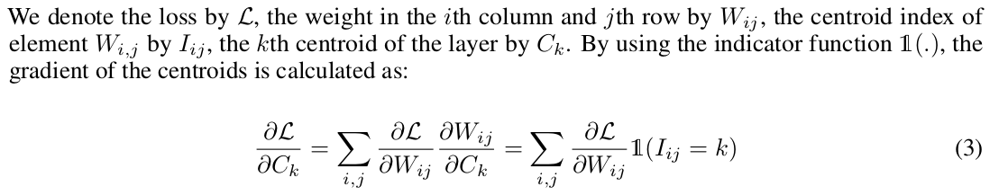 We denote the loss by $\mathcal{L}$, the weight in the $i$th column and $j$th row by $W_{ij}$, the centroid index of
element $W_{i,j}$ by $I_{ij}$, the $k$th centroid of the layer by $C_k$. By using the indicator function $\mathbb{1}(.)$, the
gradient of the centroids is calculated as:
$$\frac{\partial \mathcal{L}}{\partial C_k} = \sum_{i,j} \frac{\partial \mathcal{L}}{\partial W_{ij}} \frac{\partial W_{ij}}{\partial C_k} = \sum_{i,j} \frac{\partial \mathcal{L}}{\partial W_{ij}} \mathbb{1}(I_{ij} = k) \quad (3)$$